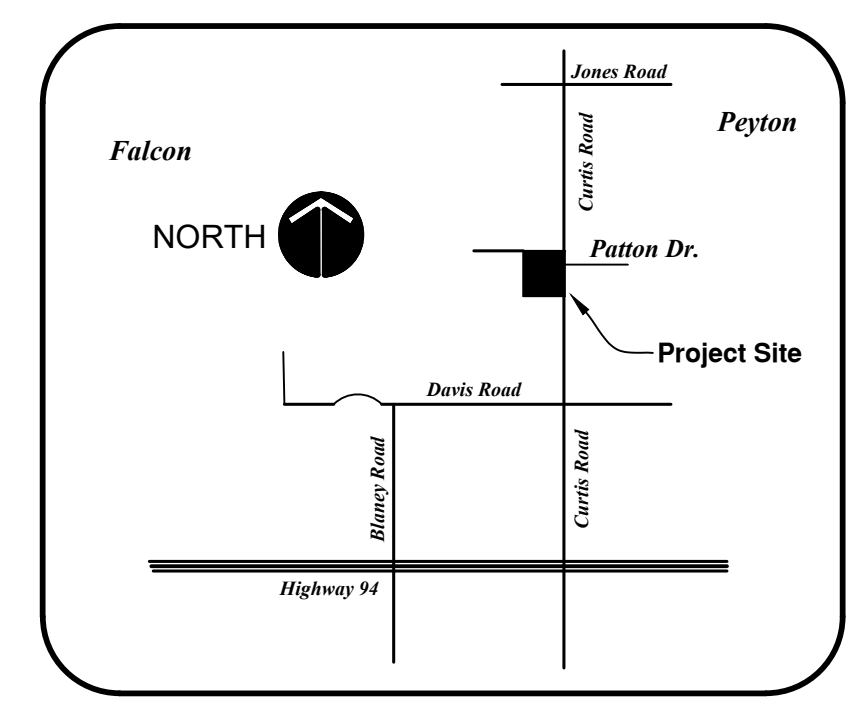 Jones Road
Peyton
Falcon
Curtis Road
NORTH
Patton Dr.
Project Site
Davis Road
Blaney Road
Curtis Road
Highway 94